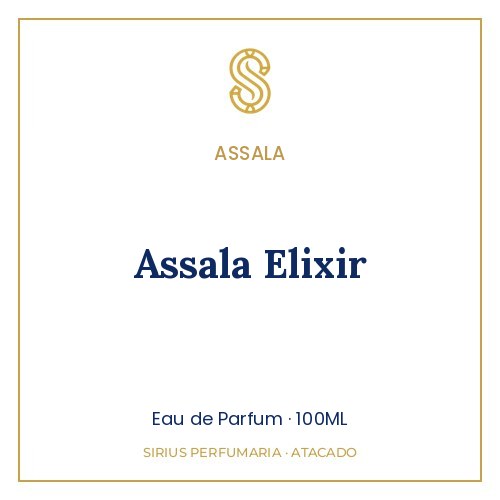 ASSALA
Assala Elixir
Eau de Parfum · 100ML
SIRIUS PERFUMARIA · ATACADO